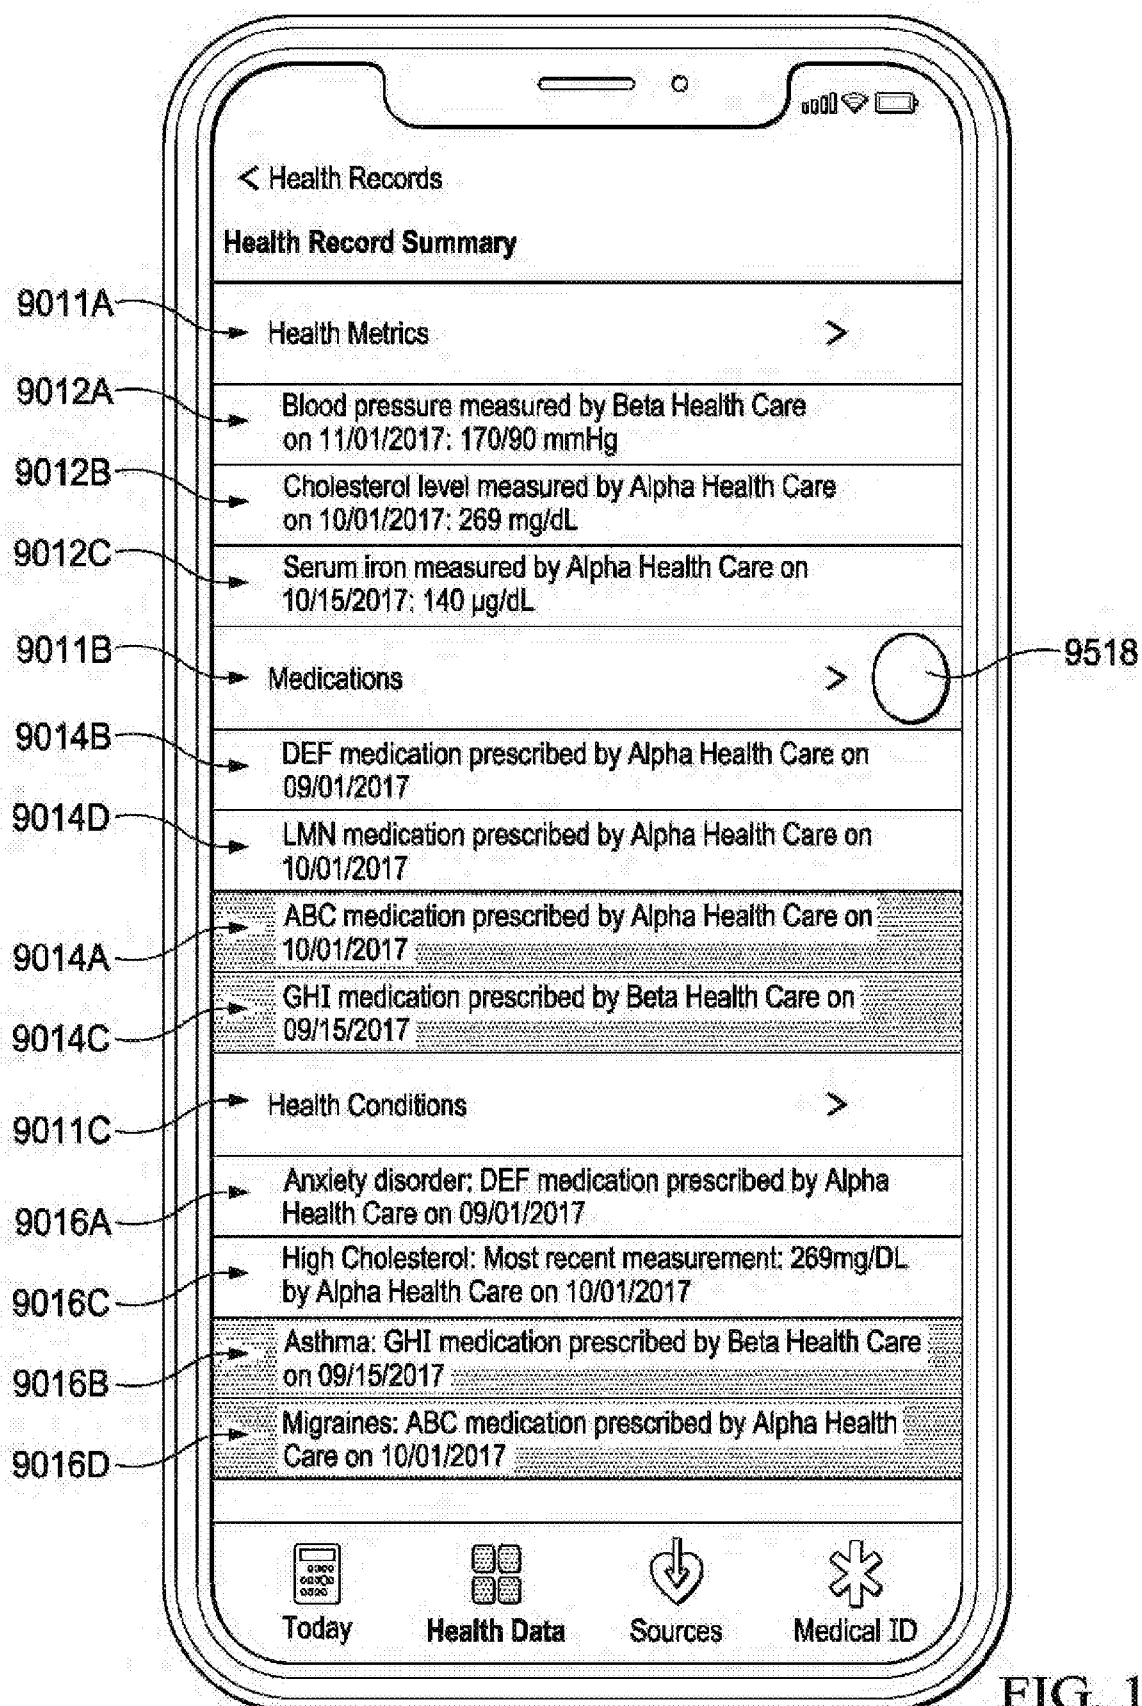 < Health Records
Health Record Summary
9011A
Health Metrics >
9012A
Blood pressure measured by Beta Health Care
on 11/01/2017: 170/90 mmHg
9012B
Cholesterol level measured by Alpha Health Care
on 10/01/2017: 269 mg/dL
9012C
Serum iron measured by Alpha Health Care on
10/15/2017: 140 µg/dL
9011B
Medications >
9518
9014B
DEF medication prescribed by Alpha Health Care on
09/01/2017
9014D
LMN medication prescribed by Alpha Health Care on
10/01/2017
9014A
ABC medication prescribed by Alpha Health Care on
10/01/2017
9014C
GHI medication prescribed by Beta Health Care on
09/15/2017
9011C
Health Conditions >
9016A
Anxiety disorder: DEF medication prescribed by Alpha
Health Care on 09/01/2017
9016C
High Cholesterol: Most recent measurement: 269mg/DL
by Alpha Health Care on 10/01/2017
9016B
Asthma: GHI medication prescribed by Beta Health Care
on 09/15/2017
9016D
Migraines: ABC medication prescribed by Alpha Health
Care on 10/01/2017
Today Health Data Sources Medical ID
FIG. 1